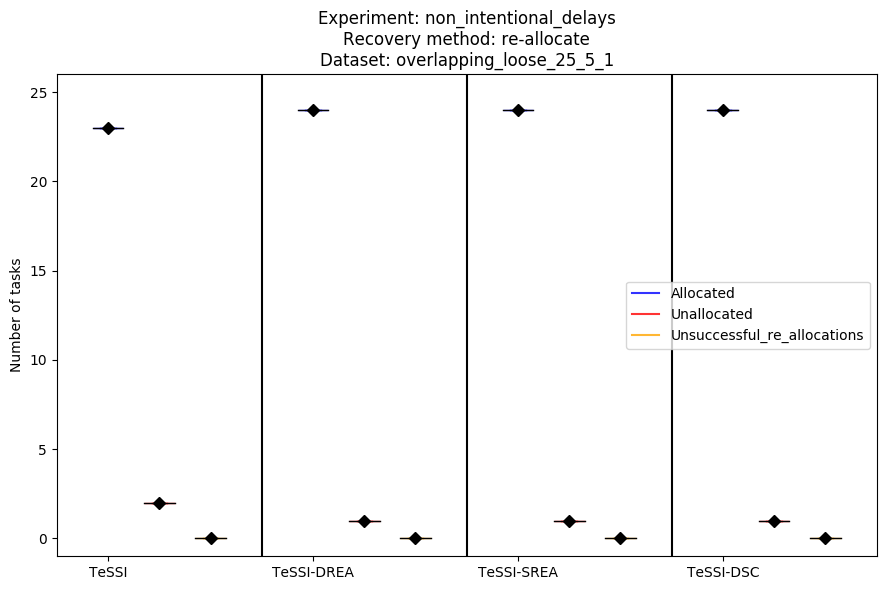 Experiment: non_intentional_delays
Recovery method: re-allocate
Dataset: overlapping_loose_25_5_1
Number of tasks
25
20
15
10
5
0
Allocated
Unallocated
Unsuccessful_re_allocations
TeSSI
TeSSI-DREA
TeSSI-SREA
TeSSI-DSC